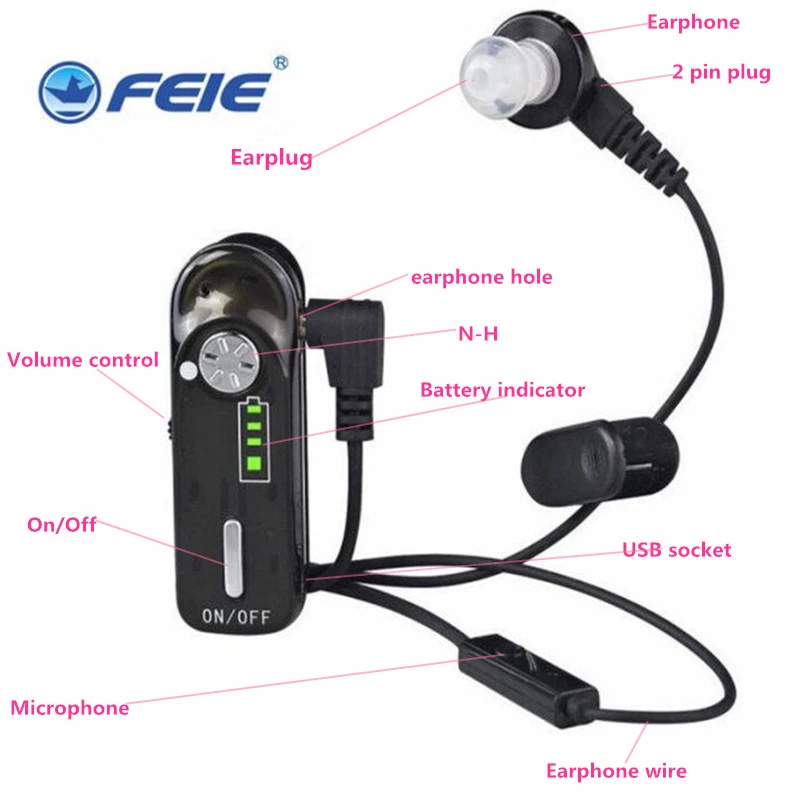 FEIE®
Earphone
2 pin plug
Earplug
earphone hole
N-H
Volume control
Battery indicator
On/Off
USB socket
ON/OFF
Microphone
Earphone wire